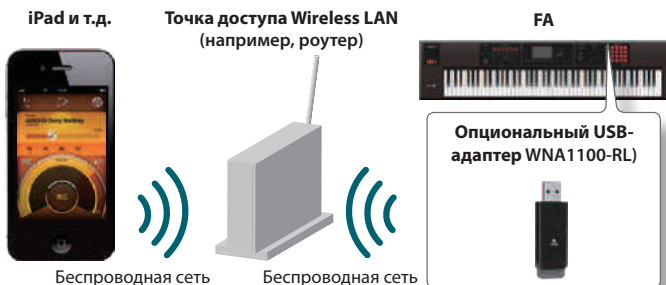 iPad и т.д.
Точка доступа Wireless LAN
(например, роутер)
FA
Опциональный USB-
адаптер WNA1100-RL)
Беспроводная сеть
Беспроводная сеть